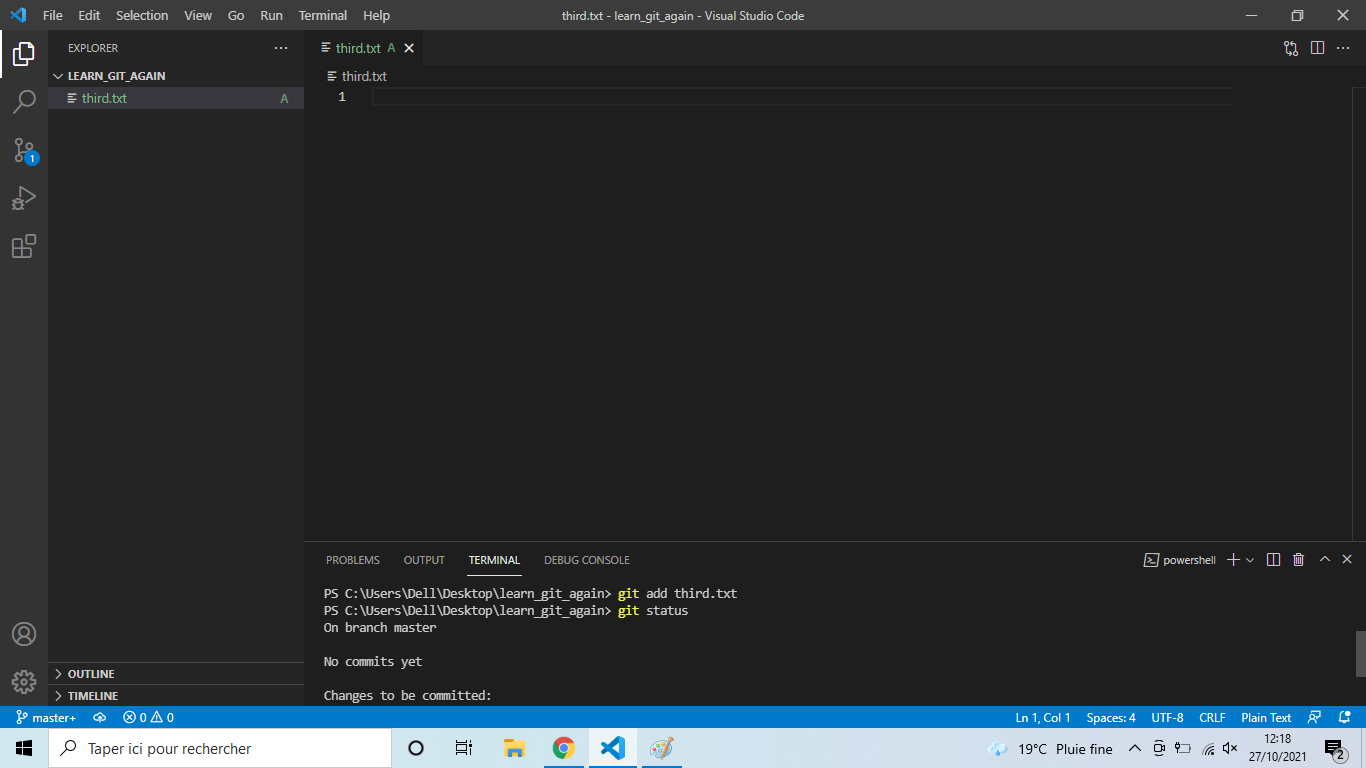 File Edit Selection View Go Run Terminal Help third.txt - learn_git_again - Visual Studio Code
EXPLORER
LEARN_GIT_AGAIN
third.txt A
1
third.txt A
third.txt
1
PROBLEMS OUTPUT TERMINAL DEBUG CONSOLE powershell
PS C:\Users\Dell\Desktop\learn_git_again> git add third.txt
PS C:\Users\Dell\Desktop\learn_git_again> git status
On branch master
No commits yet
Changes to be committed:
OUTLINE
TIMELINE
master+ 0 0 Ln 1, Col 1 Spaces: 4 UTF-8 CRLF Plain Text
Taper ici pour rechercher 19°C Pluie fine 12:18
27/10/2021 2